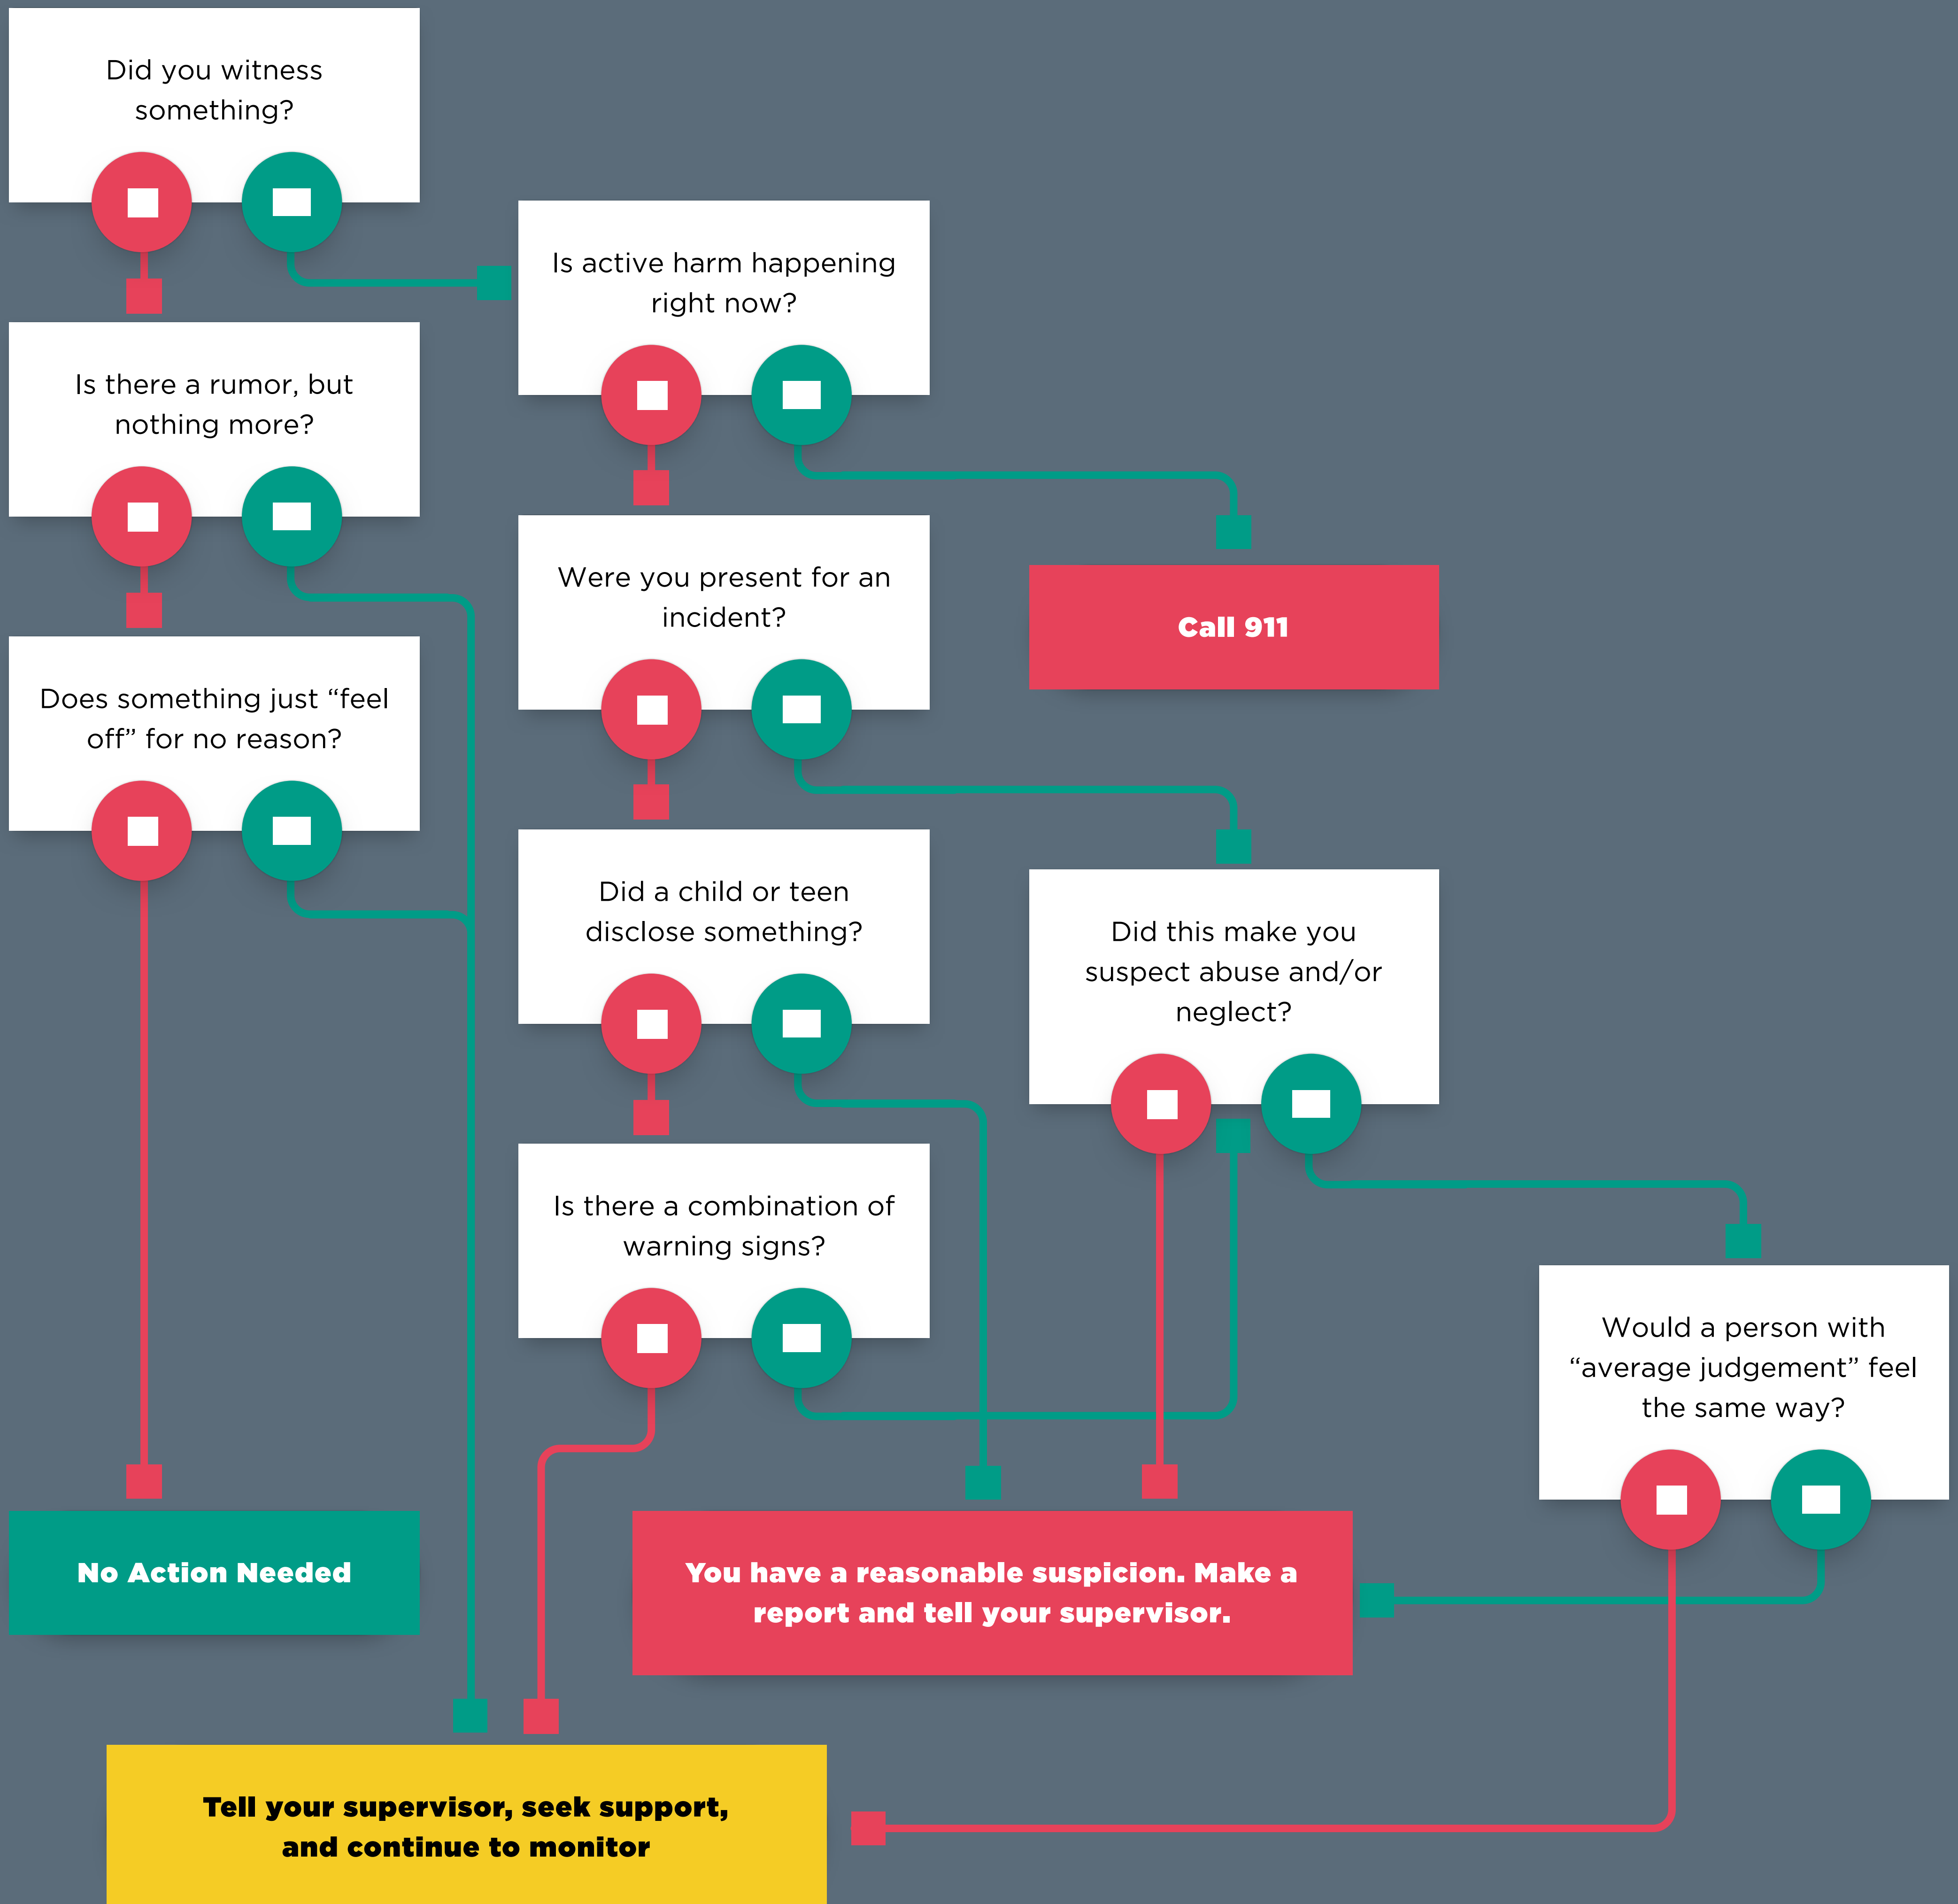 Did you witness
something?
Is active harm happening
right now?
Is there a rumor, but
nothing more?
Were you present for an
incident?
Call 911
Does something just “feel
off” for no reason?
Did a child or teen
disclose something?
Did this make you
suspect abuse and/or
neglect?
Is there a combination of
warning signs?
Would a person with
“average judgement” feel
the same way?
No Action Needed
You have a reasonable suspicion. Make a
report and tell your supervisor.
Tell your supervisor, seek support,
and continue to monitor